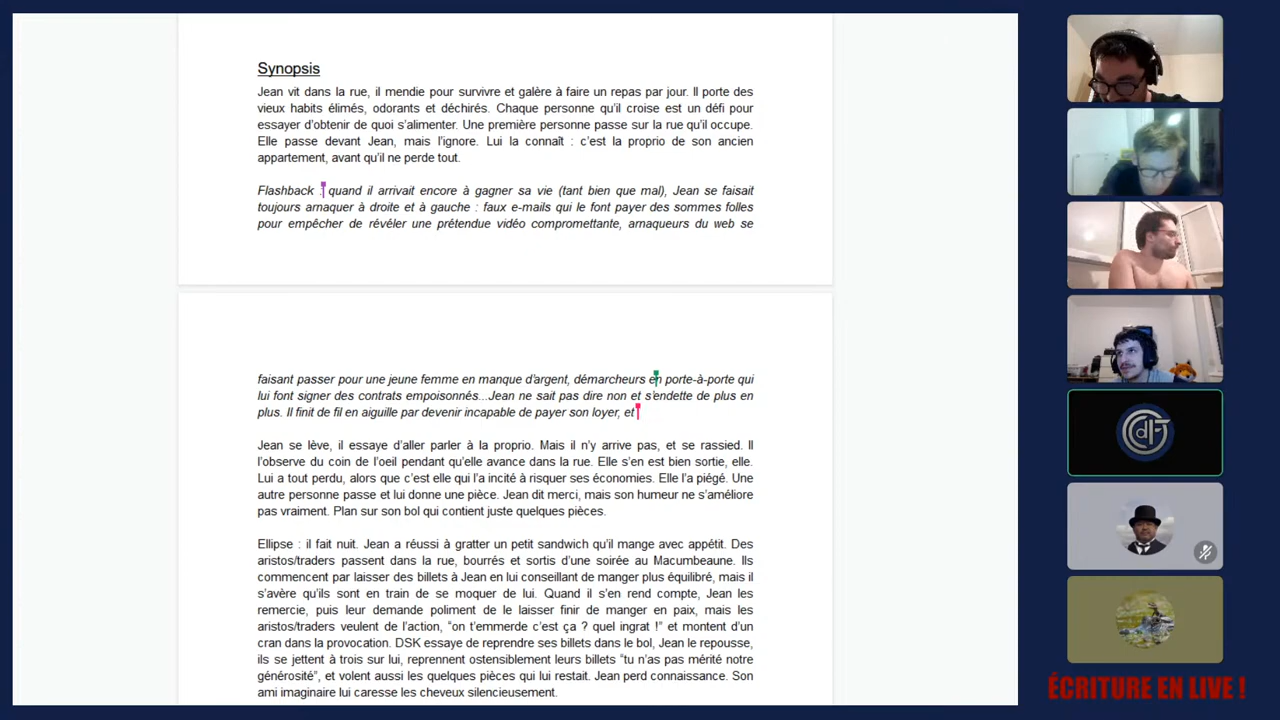 Synopsis
Jean vit dans la rue, il mendie pour survivre et galère à faire un repas par jour. Il porte des
vieux habits élimés, odorants et déchirés. Chaque personne qu'il croise est un défi pour
essayer d'obtenir de quoi s'alimenter. Une première personne passe sur la rue qu'il occupe.
Elle passe devant Jean, mais l'ignore. Lui la connaît : c'est la proprio de son ancien
appartement, avant qu'il ne perde tout.
Flashback : quand il arrivait encore à gagner sa vie (tant bien que mal), Jean se faisait
toujours arnaquer à droite et à gauche : faux e-mails qui le font payer des sommes folles
pour empêcher de révéler une prétendue vidéo compromettante, arnaqueurs du web se
faisant passer pour une jeune femme en manque d'argent, démarcheurs en porte-à-porte qui
lui font signer des contrats empoisonnés...Jean ne sait pas dire non et s'endette de plus en
plus. Il finit de fil en aiguille par devenir incapable de payer son loyer, et
Jean se lève, il essaye d'aller parler à la proprio. Mais il n'y arrive pas, et se rassied. Il
l'observe du coin de l'oeil pendant qu'elle avance dans la rue. Elle s'en est bien sortie, elle.
Lui a tout perdu, alors que c'est elle qui l'a incité à risquer ses économies. Elle l'a piégé. Une
autre personne passe et lui donne une pièce. Jean dit merci, mais son humeur ne s'améliore
pas vraiment. Plan sur son bol qui contient juste quelques pièces.
Ellipse : il fait nuit. Jean a réussi à gratter un petit sandwich qu'il mange avec appétit. Des
aristos/traders passent dans la rue, bourrés et sortis d'une soirée au Macumbeaune. Ils
commencent par laisser des billets à Jean en lui conseillant de manger plus équilibré, mais il
s'avère qu'ils sont en train de se moquer de lui. Quand il s'en rend compte, Jean les
remercie, puis leur demande poliment de le laisser finir de manger en paix, mais les
aristos/traders veulent de l'action, “on t'emmerde c'est ça ? quel ingrat !” et montent d'un
cran dans la provocation. DSK essaye de reprendre ses billets dans le bol, Jean le repousse,
ils se jettent à trois sur lui, reprennent ostensiblement leurs billets “tu n'as pas mérité notre
générosité”, et volent aussi les quelques pièces qui lui restait. Jean perd connaissance. Son
ami imaginaire lui caresse les cheveux silencieusement.
ÉCRITURE EN LIVE !